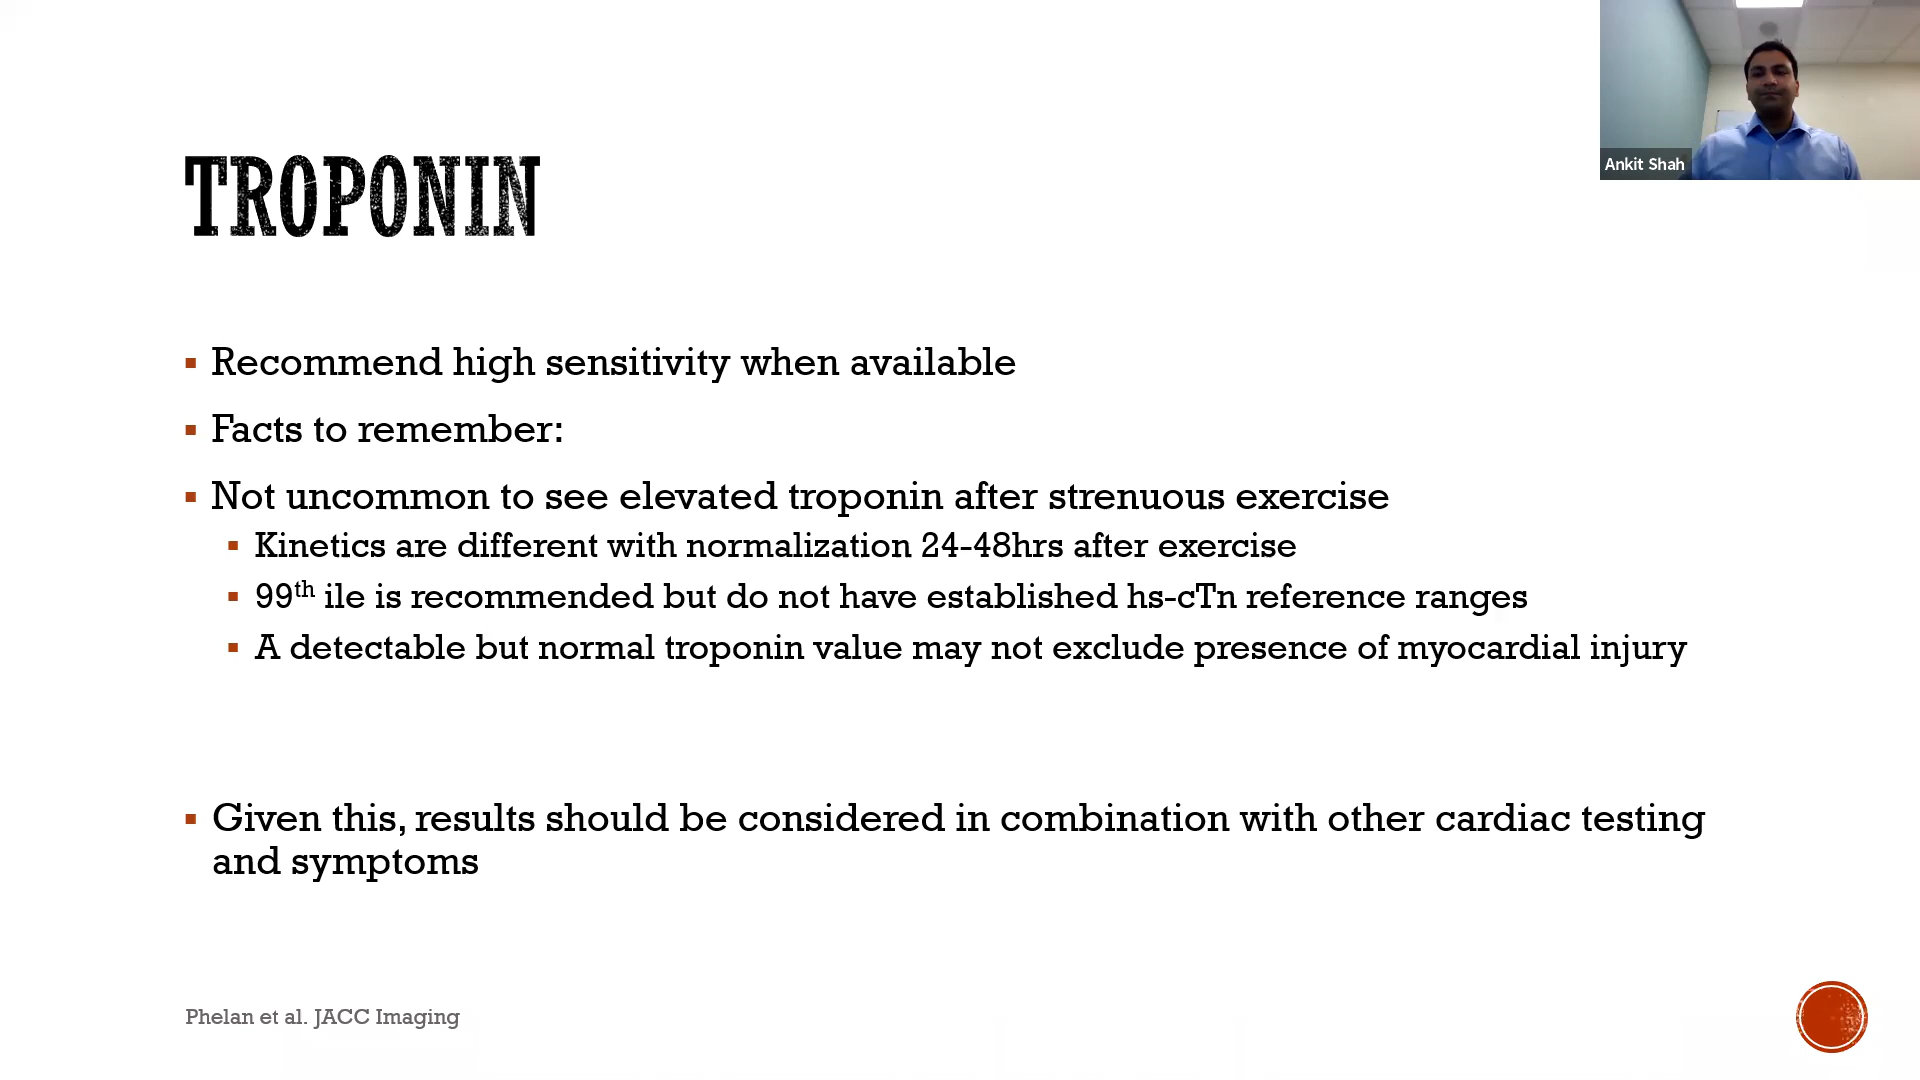 Ankit Shah
TROPONIN
▪ Recommend high sensitivity when available
▪ Facts to remember:
▪ Not uncommon to see elevated troponin after strenuous exercise
▪ Kinetics are different with normalization 24-48hrs after exercise
▪ 99th ile is recommended but do not have established hs-cTn reference ranges
▪ A detectable but normal troponin value may not exclude presence of myocardial injury
▪ Given this, results should be considered in combination with other cardiac testing
and symptoms
Phelan et al. JACC Imaging